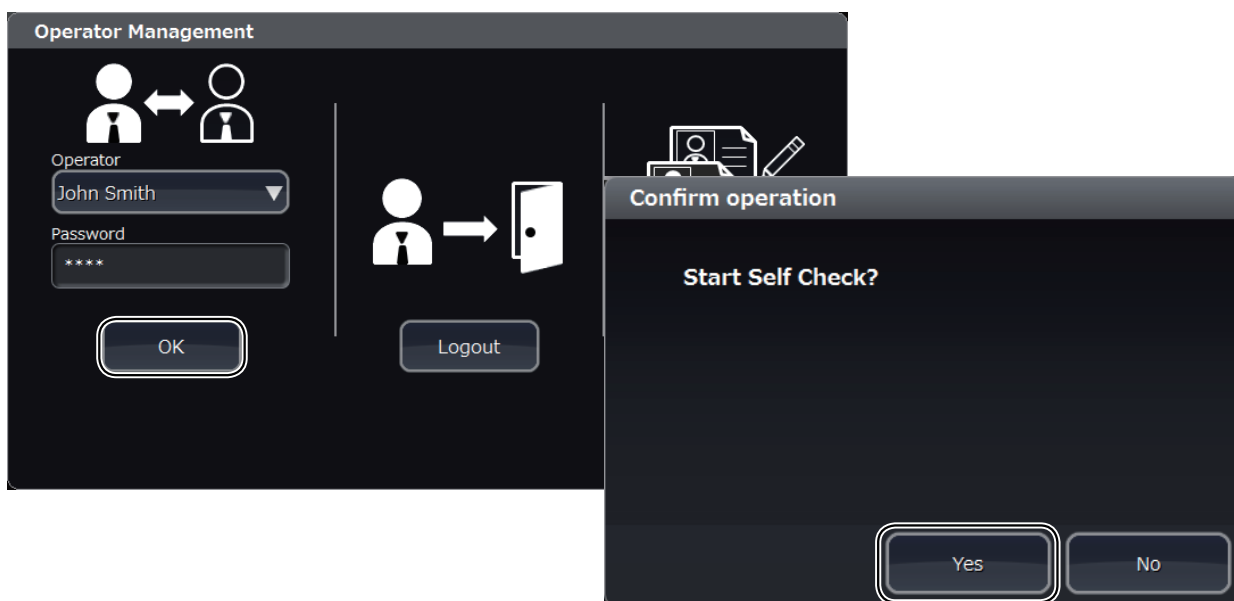 Operator Management
Operator
John Smith
Password
****
OK
Logout
Confirm operation
Start Self Check?
Yes
No